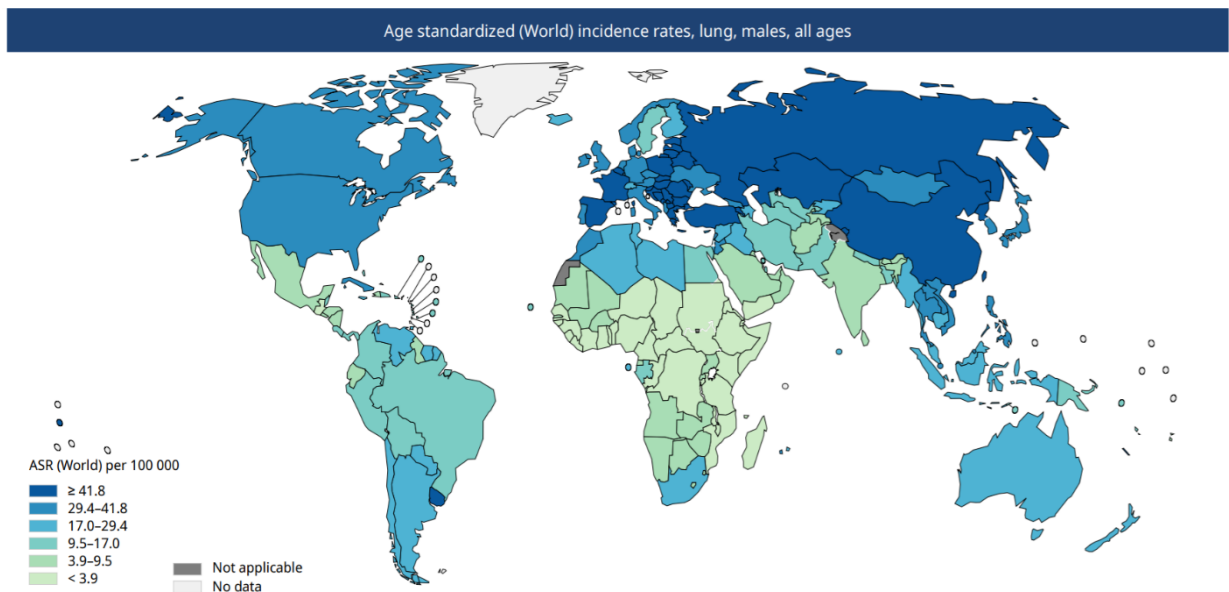 Age standardized (World) incidence rates, lung, males, all ages
ASR (World) per 100 000
≥ 41.8
29.4–41.8
17.0–29.4
9.5–17.0
3.9–9.5
< 3.9
Not applicable
No data